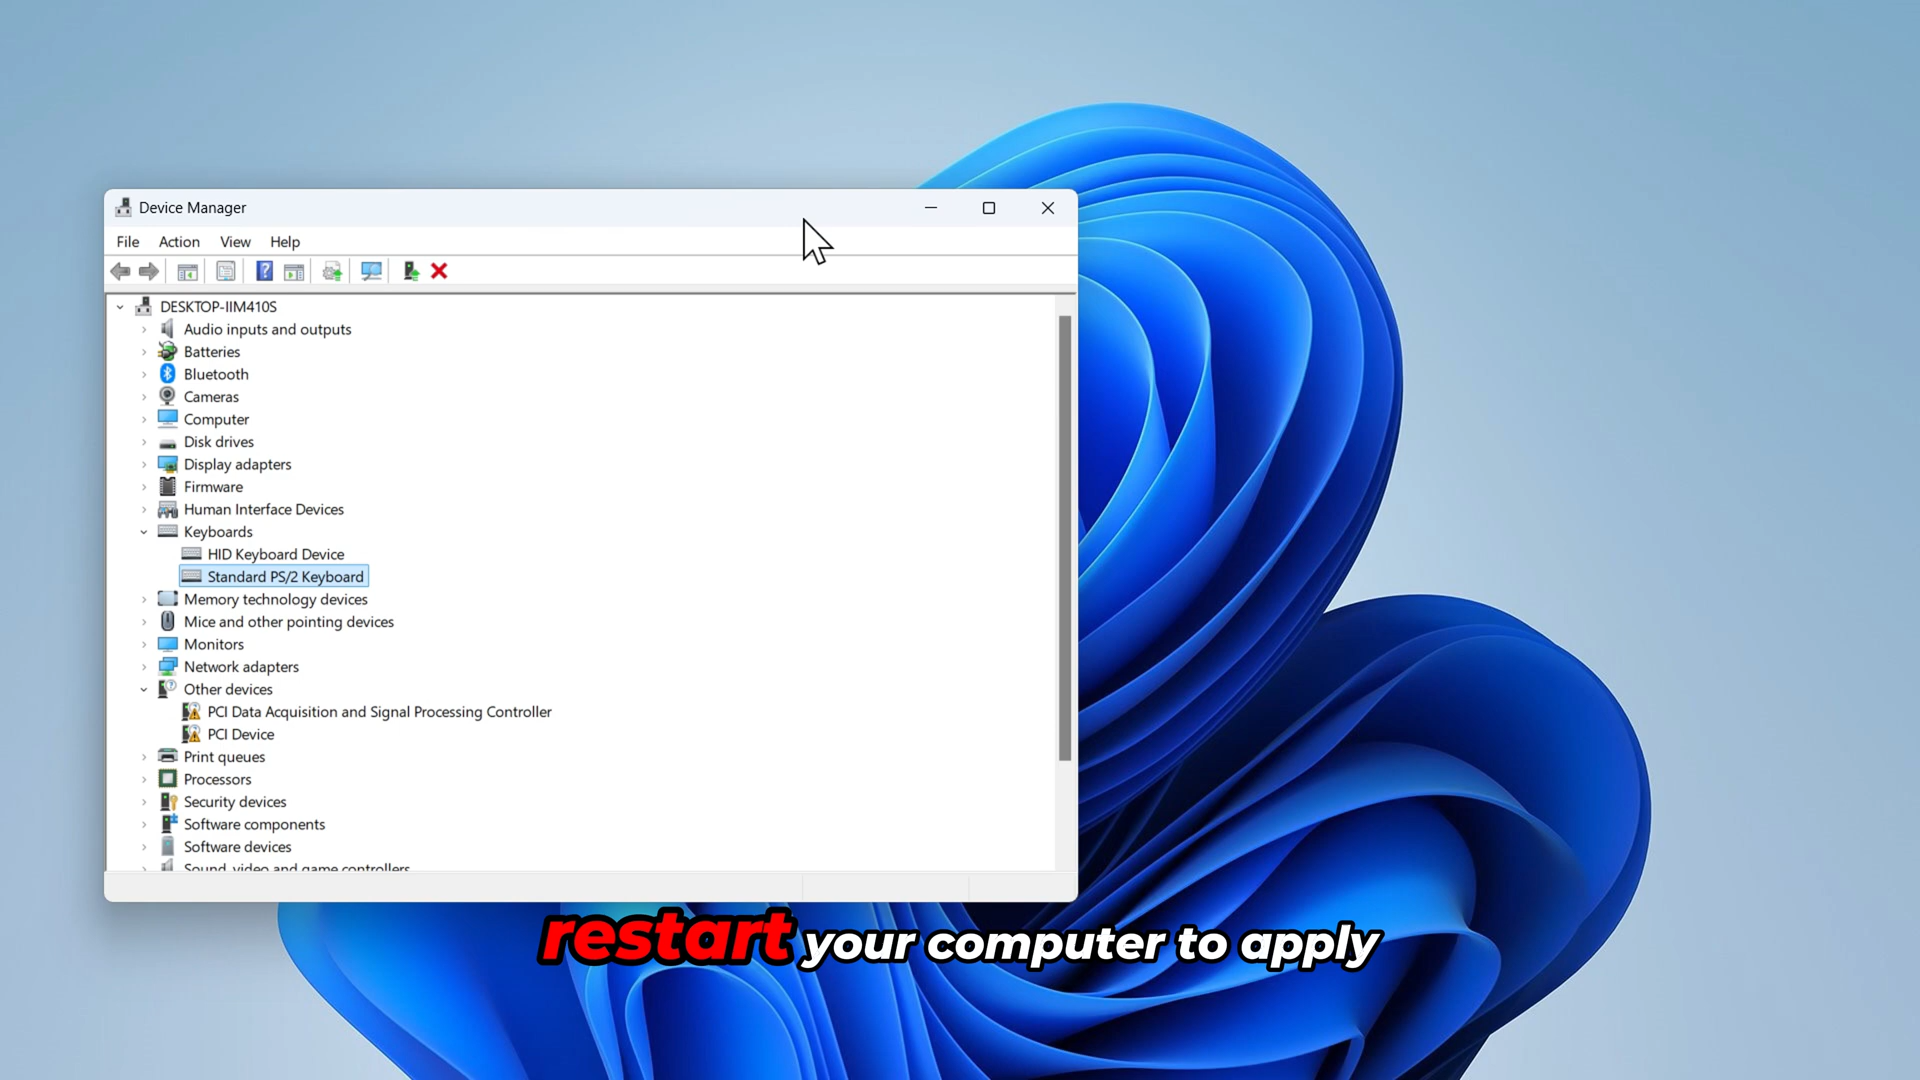 Device Manager
File Action View Help
DESKTOP-IIM410S
Audio inputs and outputs
Batteries
Bluetooth
Cameras
Computer
Disk drives
Display adapters
Firmware
Human Interface Devices
Keyboards
HID Keyboard Device
Standard PS/2 Keyboard
Memory technology devices
Mice and other pointing devices
Monitors
Network adapters
Other devices
PCI Data Acquisition and Signal Processing Controller
PCI Device
Print queues
Processors
Security devices
Software components
Software devices
Sound, video and game controllers
restart your computer to apply